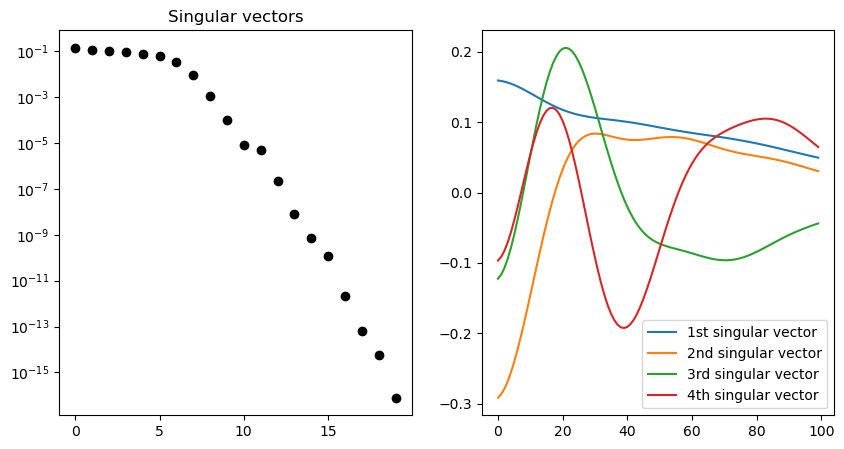 Singular vectors
10⁻¹
10⁻³
10⁻⁵
10⁻⁷
10⁻⁹
10⁻¹¹
10⁻¹³
10⁻¹⁵
0 5 10 15
0.2
0.1
0.0
−0.1
−0.2
−0.3
1st singular vector
2nd singular vector
3rd singular vector
4th singular vector
0 20 40 60 80 100